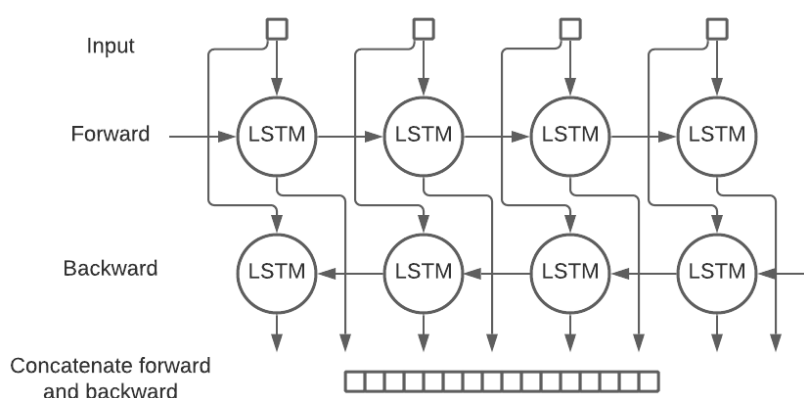 Input
Forward
LSTM LSTM LSTM LSTM
Backward
LSTM LSTM LSTM LSTM
Concatenate forward
and backward